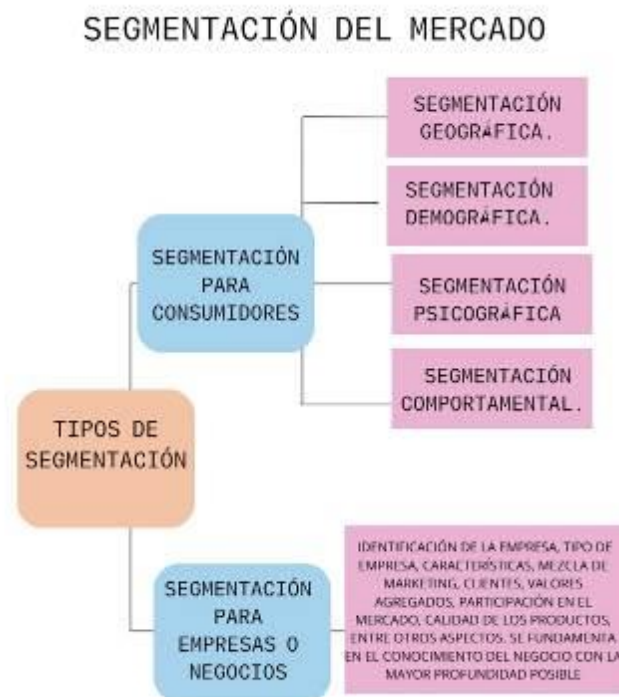 SEGMENTACIÓN DEL MERCADO
SEGMENTACIÓN
GEOGRÁFICA.
SEGMENTACIÓN
DEMOGRÁFICA.
SEGMENTACIÓN
PARA
CONSUMIDORES
SEGMENTACIÓN
PSICOGRÁFICA
SEGMENTACIÓN
COMPORTAMENTAL.
TIPOS DE
SEGMENTACIÓN
SEGMENTACIÓN
PARA
EMPRESAS O
NEGOCIOS
IDENTIFICACIÓN DE LA EMPRESA, TIPO DE
EMPRESA, CARACTERÍSTICAS, MEZCLA DE
MARKETING, CLIENTES, VALORES
AGREGADOS, PARTICIPACIÓN EN EL
MERCADO, CALIDAD DE LOS PRODUCTOS,
ENTRE OTROS ASPECTOS. SE FUNDAMENTA
EN EL CONOCIMIENTO DEL NEGOCIO CON LA
MAYOR PROFUNDIDAD POSIBLE